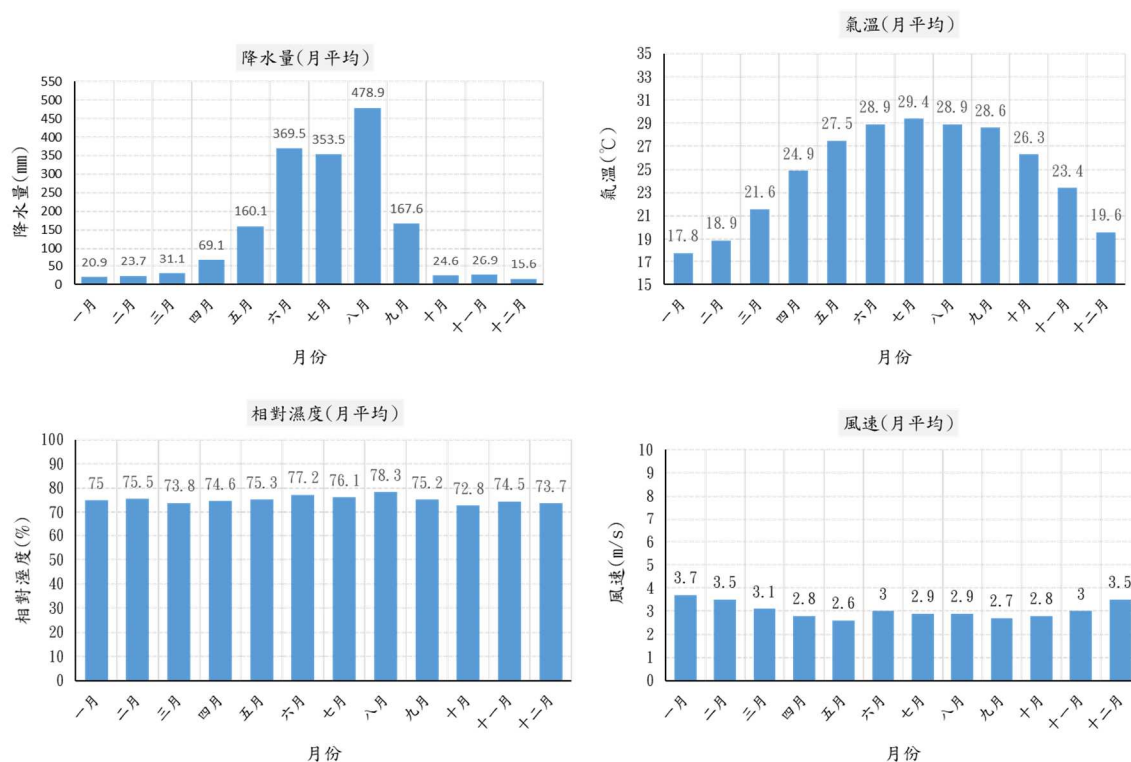 降水量(月平均)
降水量(mm)
550
500
450
400
350
300
250
200
150
100
50
0
20.9
23.7
31.1
69.1
160.1
369.5
353.5
478.9
167.6
24.6
26.9
15.6
一月
二月
三月
四月
五月
六月
七月
八月
九月
十月
十一月
十二月
月份
氣溫(月平均)
氣溫(℃)
35
33
31
29
27
25
23
21
19
17
15
17.8
18.9
21.6
24.9
27.5
28.9
29.4
28.9
28.6
26.3
23.4
19.6
一月
二月
三月
四月
五月
六月
七月
八月
九月
十月
十一月
十二月
月份
相對濕度(月平均)
相對溼度(%)
100
90
80
70
60
50
40
30
20
10
0
75
75.5
73.8
74.6
75.3
77.2
76.1
78.3
75.2
72.8
74.5
73.7
一月
二月
三月
四月
五月
六月
七月
八月
九月
十月
十一月
十二月
月份
風速(月平均)
風速(m/s)
10
9
8
7
6
5
4
3
2
1
0
3.7
3.5
3.1
2.8
2.6
3
2.9
2.9
2.7
2.8
3
3.5
一月
二月
三月
四月
五月
六月
七月
八月
九月
十月
十一月
十二月
月份